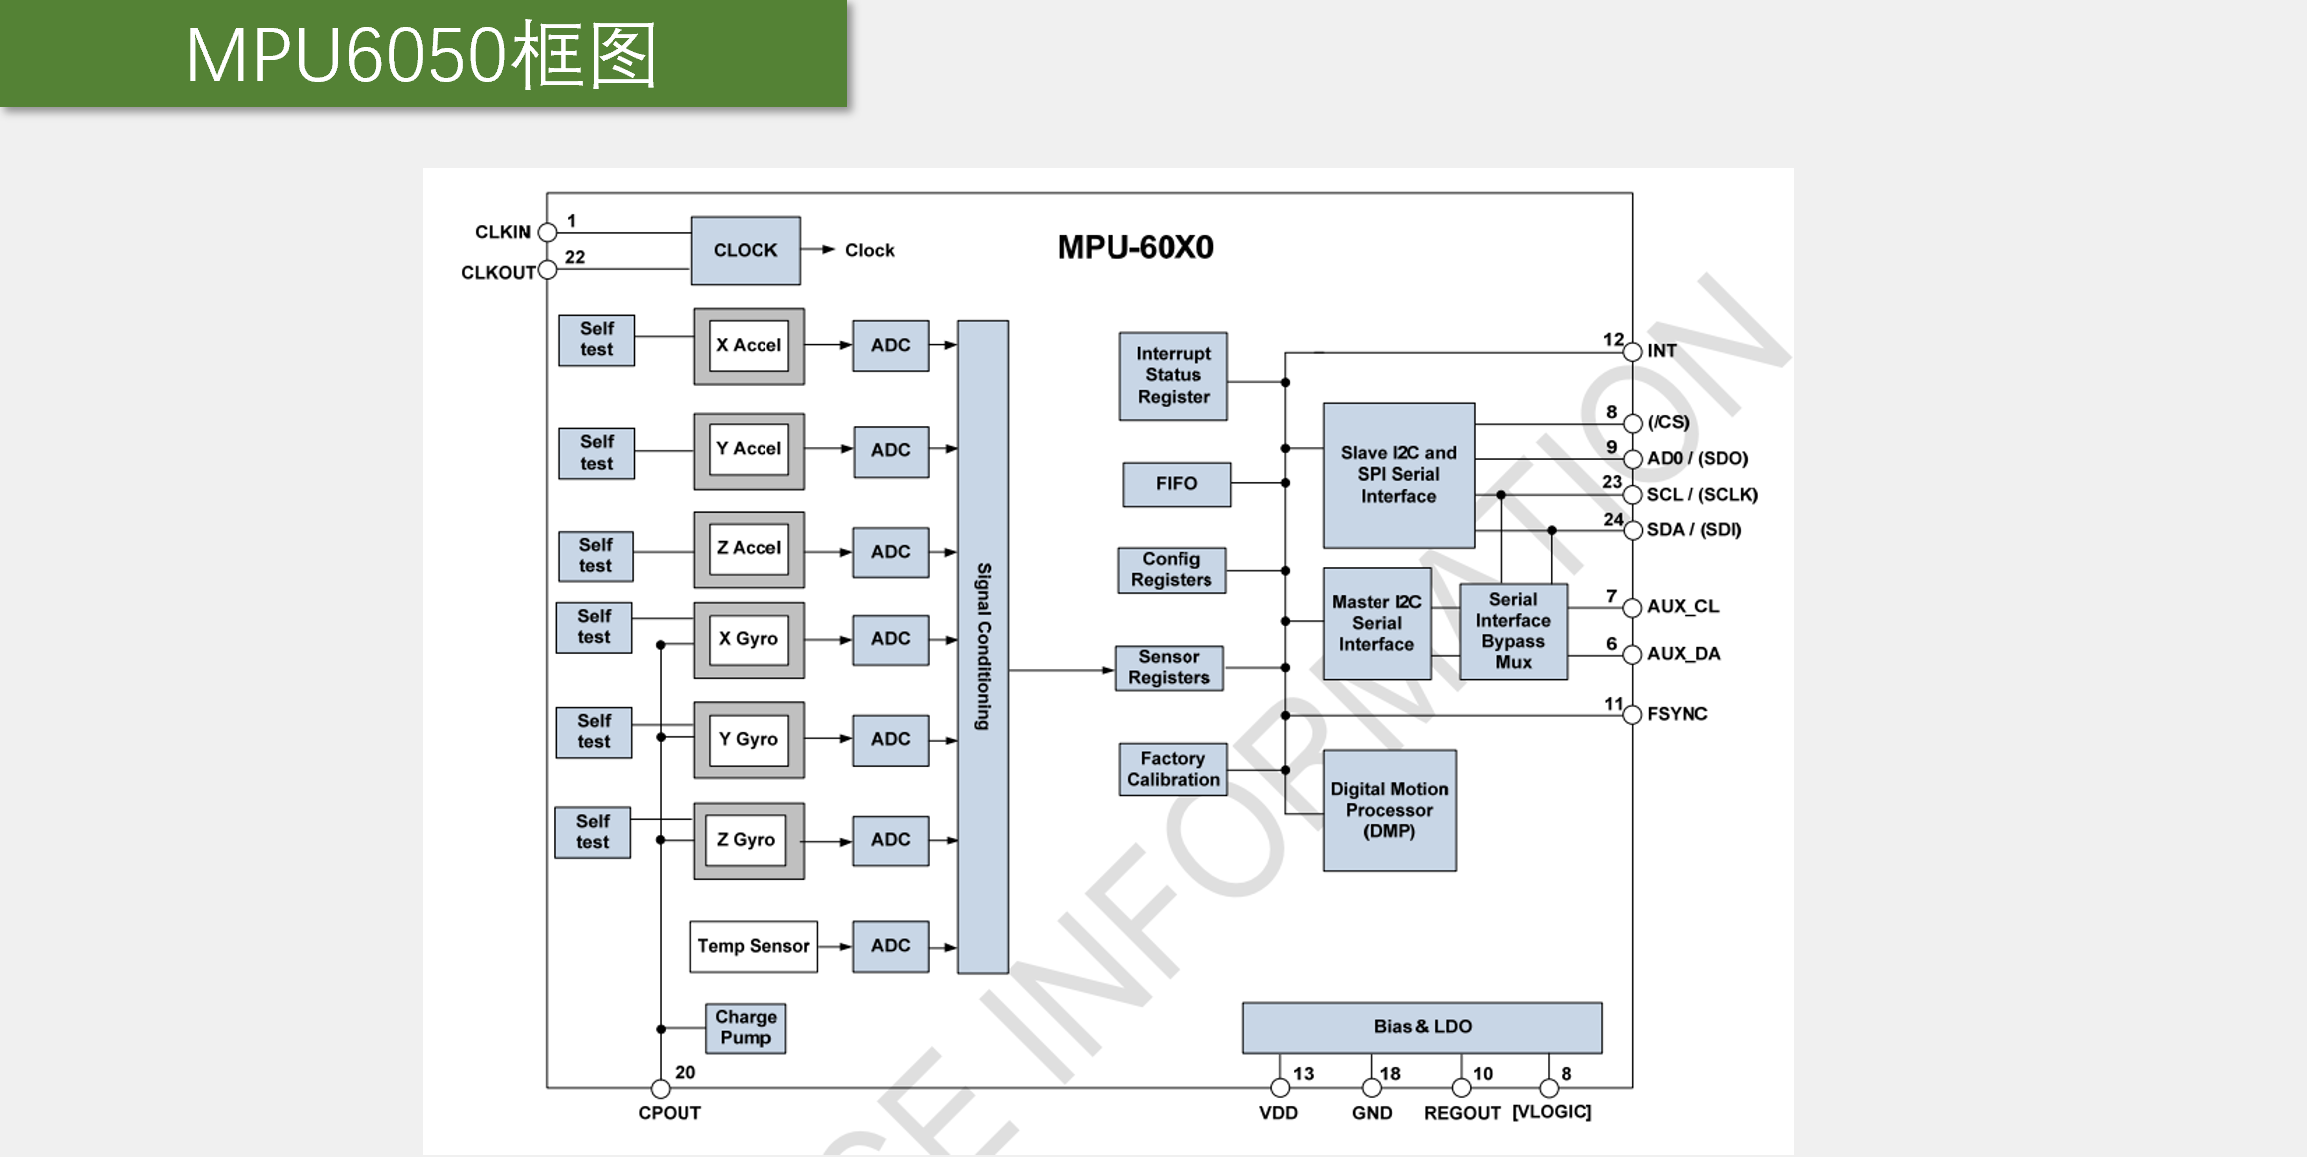 MPU6050框图
MPU-60X0
CLKIN
1
CLKOUT
22
CLOCK
Clock
Self
test
X Accel
ADC
Self
test
Y Accel
ADC
Self
test
Z Accel
ADC
Self
test
X Gyro
ADC
Self
test
Y Gyro
ADC
Self
test
Z Gyro
ADC
Temp Sensor
ADC
Charge
Pump
20
CPOUT
Signal Conditioning
Interrupt
Status
Register
FIFO
Config
Registers
Sensor
Registers
Factory
Calibration
Slave I2C and
SPI Serial
Interface
Master I2C
Serial
Interface
Serial
Interface
Bypass
Mux
Digital Motion
Processor
(DMP)
12
INT
8
(/CS)
9
AD0 / (SDO)
23
SCL / (SCLK)
24
SDA / (SDI)
7
AUX_CL
6
AUX_DA
11
FSYNC
Bias & LDO
13
VDD
18
GND
10
REGOUT
8
[VLOGIC]
INFORMATION